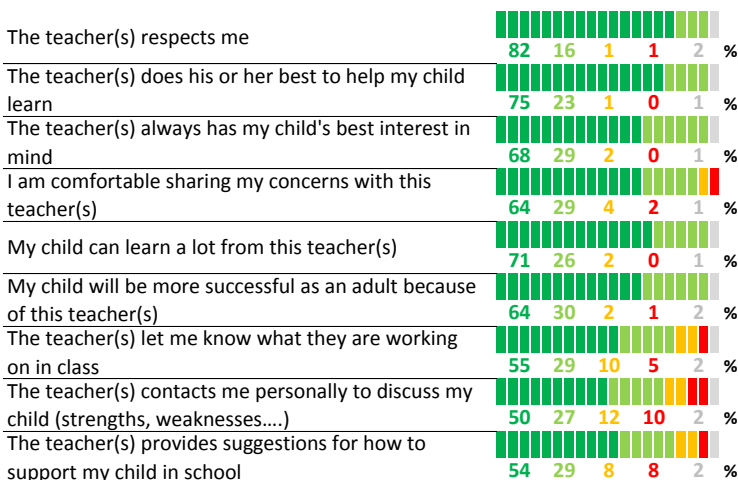 The teacher(s) respects me
82 16 1 1 2 %
The teacher(s) does his or her best to help my child
learn
75 23 1 0 1 %
The teacher(s) always has my child's best interest in
mind
68 29 2 0 1 %
I am comfortable sharing my concerns with this
teacher(s)
64 29 4 2 1 %
My child can learn a lot from this teacher(s)
71 26 2 0 1 %
My child will be more successful as an adult because
of this teacher(s)
64 30 2 1 2 %
The teacher(s) let me know what they are working
on in class
55 29 10 5 2 %
The teacher(s) contacts me personally to discuss my
child (strengths, weaknesses....)
50 27 12 10 2 %
The teacher(s) provides suggestions for how to
support my child in school
54 29 8 8 2 %